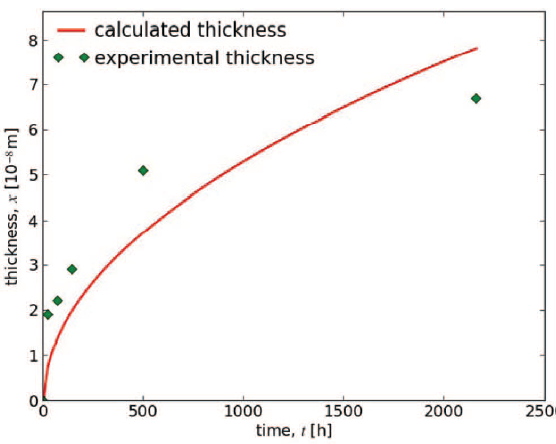 calculated thickness
experimental thickness
thickness, x [10⁻⁸m]
8
7
6
5
4
3
2
1
0
0 500 1000 1500 2000 2500
time, t [h]